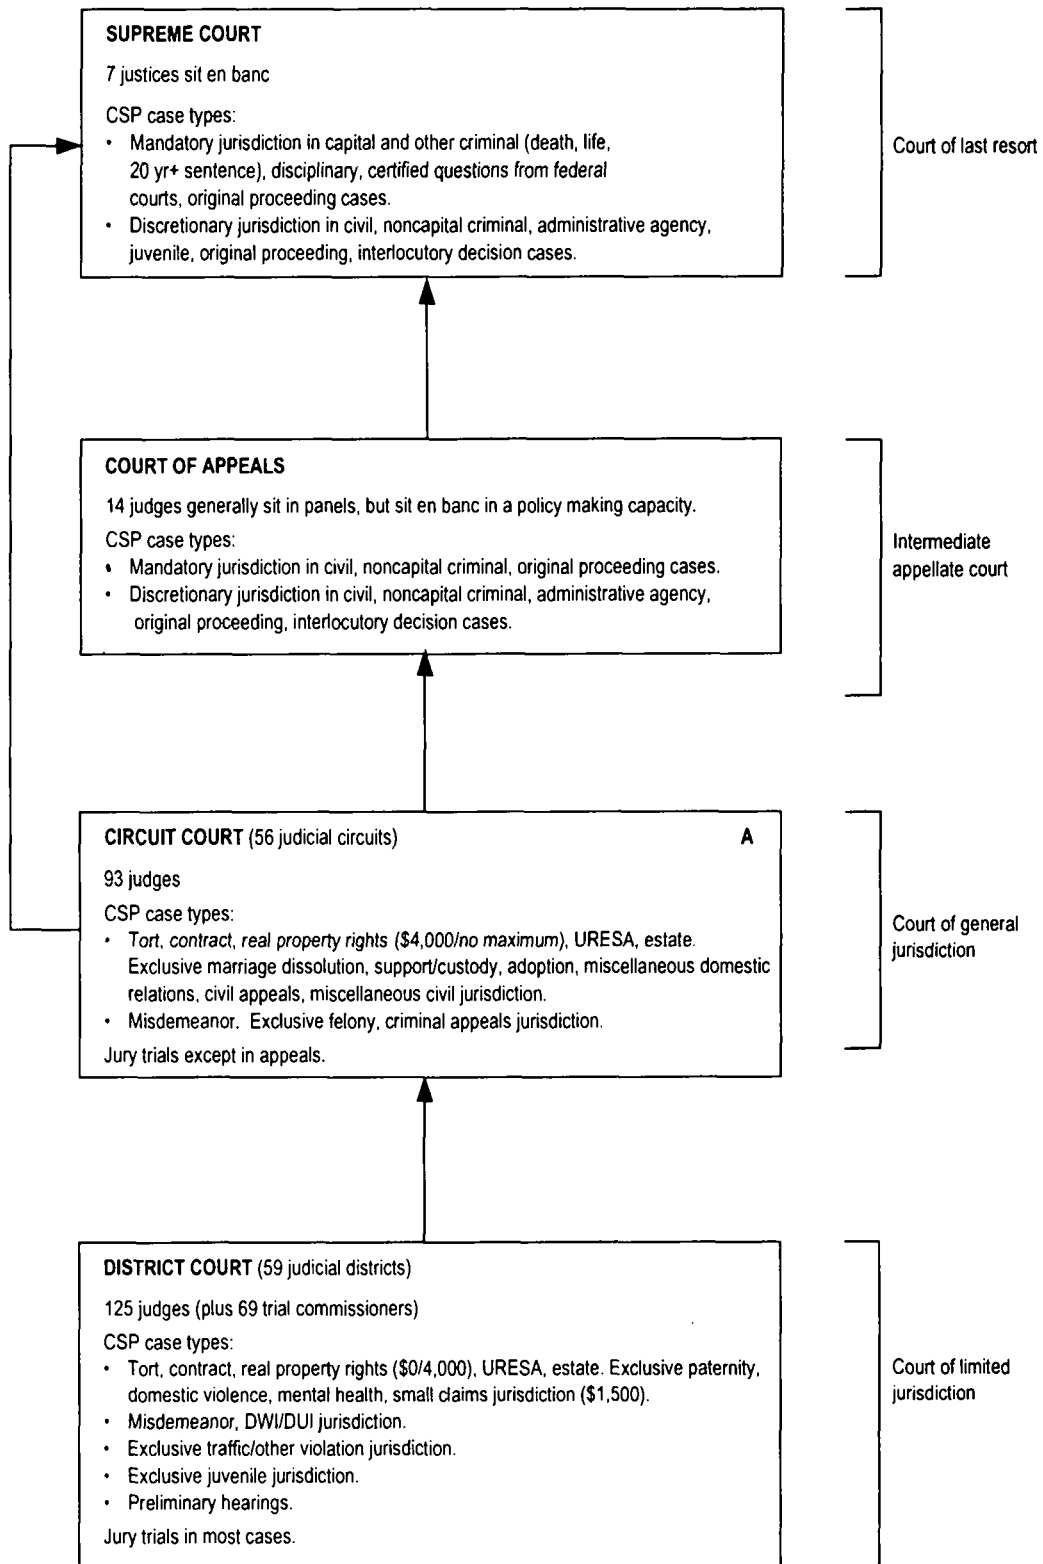 SUPREME COURT
7 justices sit en banc
CSP case types:
• Mandatory jurisdiction in capital and other criminal (death, life,
20 yr+ sentence), disciplinary, certified questions from federal
courts, original proceeding cases.
• Discretionary jurisdiction in civil, noncapital criminal, administrative agency,
juvenile, original proceeding, interlocutory decision cases.
Court of last resort
COURT OF APPEALS
14 judges generally sit in panels, but sit en banc in a policy making capacity.
CSP case types:
• Mandatory jurisdiction in civil, noncapital criminal, original proceeding cases.
• Discretionary jurisdiction in civil, noncapital criminal, administrative agency,
original proceeding, interlocutory decision cases.
Intermediate
appellate court
CIRCUIT COURT (56 judicial circuits) A
93 judges
CSP case types:
• Tort, contract, real property rights ($4,000/no maximum), URESA, estate.
Exclusive marriage dissolution, support/custody, adoption, miscellaneous domestic
relations, civil appeals, miscellaneous civil jurisdiction.
• Misdemeanor. Exclusive felony, criminal appeals jurisdiction.
Jury trials except in appeals.
Court of general
jurisdiction
DISTRICT COURT (59 judicial districts)
125 judges (plus 69 trial commissioners)
CSP case types:
• Tort, contract, real property rights ($0/4,000), URESA, estate. Exclusive paternity,
domestic violence, mental health, small claims jurisdiction ($1,500).
• Misdemeanor, DWI/DUI jurisdiction.
• Exclusive traffic/other violation jurisdiction.
• Exclusive juvenile jurisdiction.
• Preliminary hearings.
Jury trials in most cases.
Court of limited
jurisdiction